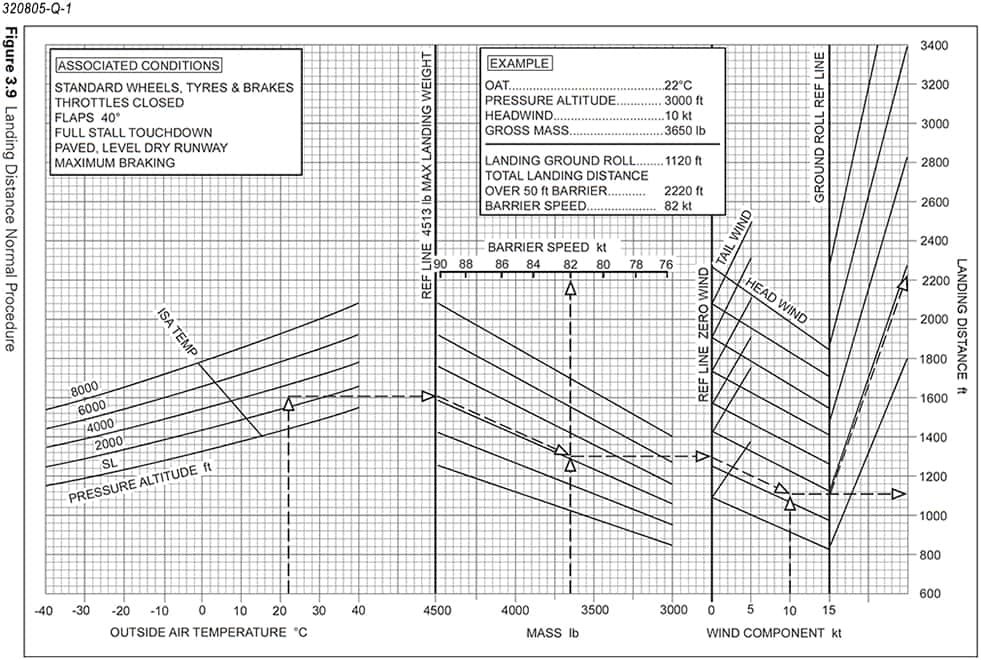 320805-Q-1
Figure 3.9 Landing Distance Normal Procedure
ASSOCIATED CONDITIONS
STANDARD WHEELS, TYRES & BRAKES
THROTTLES CLOSED
FLAPS 40°
FULL STALL TOUCHDOWN
PAVED, LEVEL DRY RUNWAY
MAXIMUM BRAKING
REF LINE 4513 lb MAX LANDING WEIGHT
EXAMPLE
OAT..............................22°C
PRESSURE ALTITUDE............ 3000 ft
HEADWIND........................10 kt
GROSS MASS......................3650 lb
LANDING GROUND ROLL.......1120 ft
TOTAL LANDING DISTANCE
OVER 50 ft BARRIER........... 2220 ft
BARRIER SPEED.................... 82 kt
BARRIER SPEED kt
90 88 86 84 82 80 78 76
REF LINE ZERO WIND
TAIL WIND
HEAD WIND
GROUND ROLL REF LINE
ISA TEMP
8000
6000
4000
2000
SL
PRESSURE ALTITUDE ft
3400
3200
3000
2800
2600
2400
2200
2000
1800
1600
1400
1200
1000
800
600
LANDING DISTANCE ft
-40 -30 -20 -10 0 10 20 30 40 4500 4000 3500 3000 0 5 10 15
OUTSIDE AIR TEMPERATURE °C
MASS lb
WIND COMPONENT kt